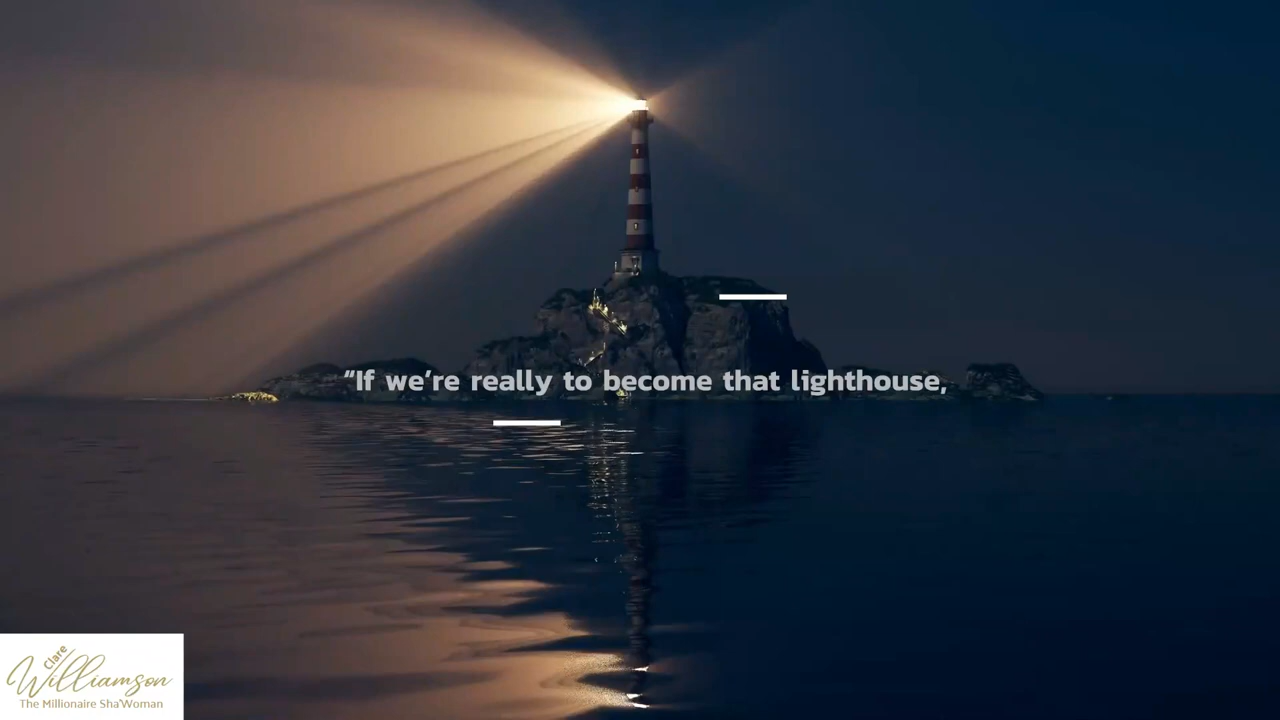 “If we’re really to become that lighthouse,
Clare
Williamson
The Millionaire Sha'Woman